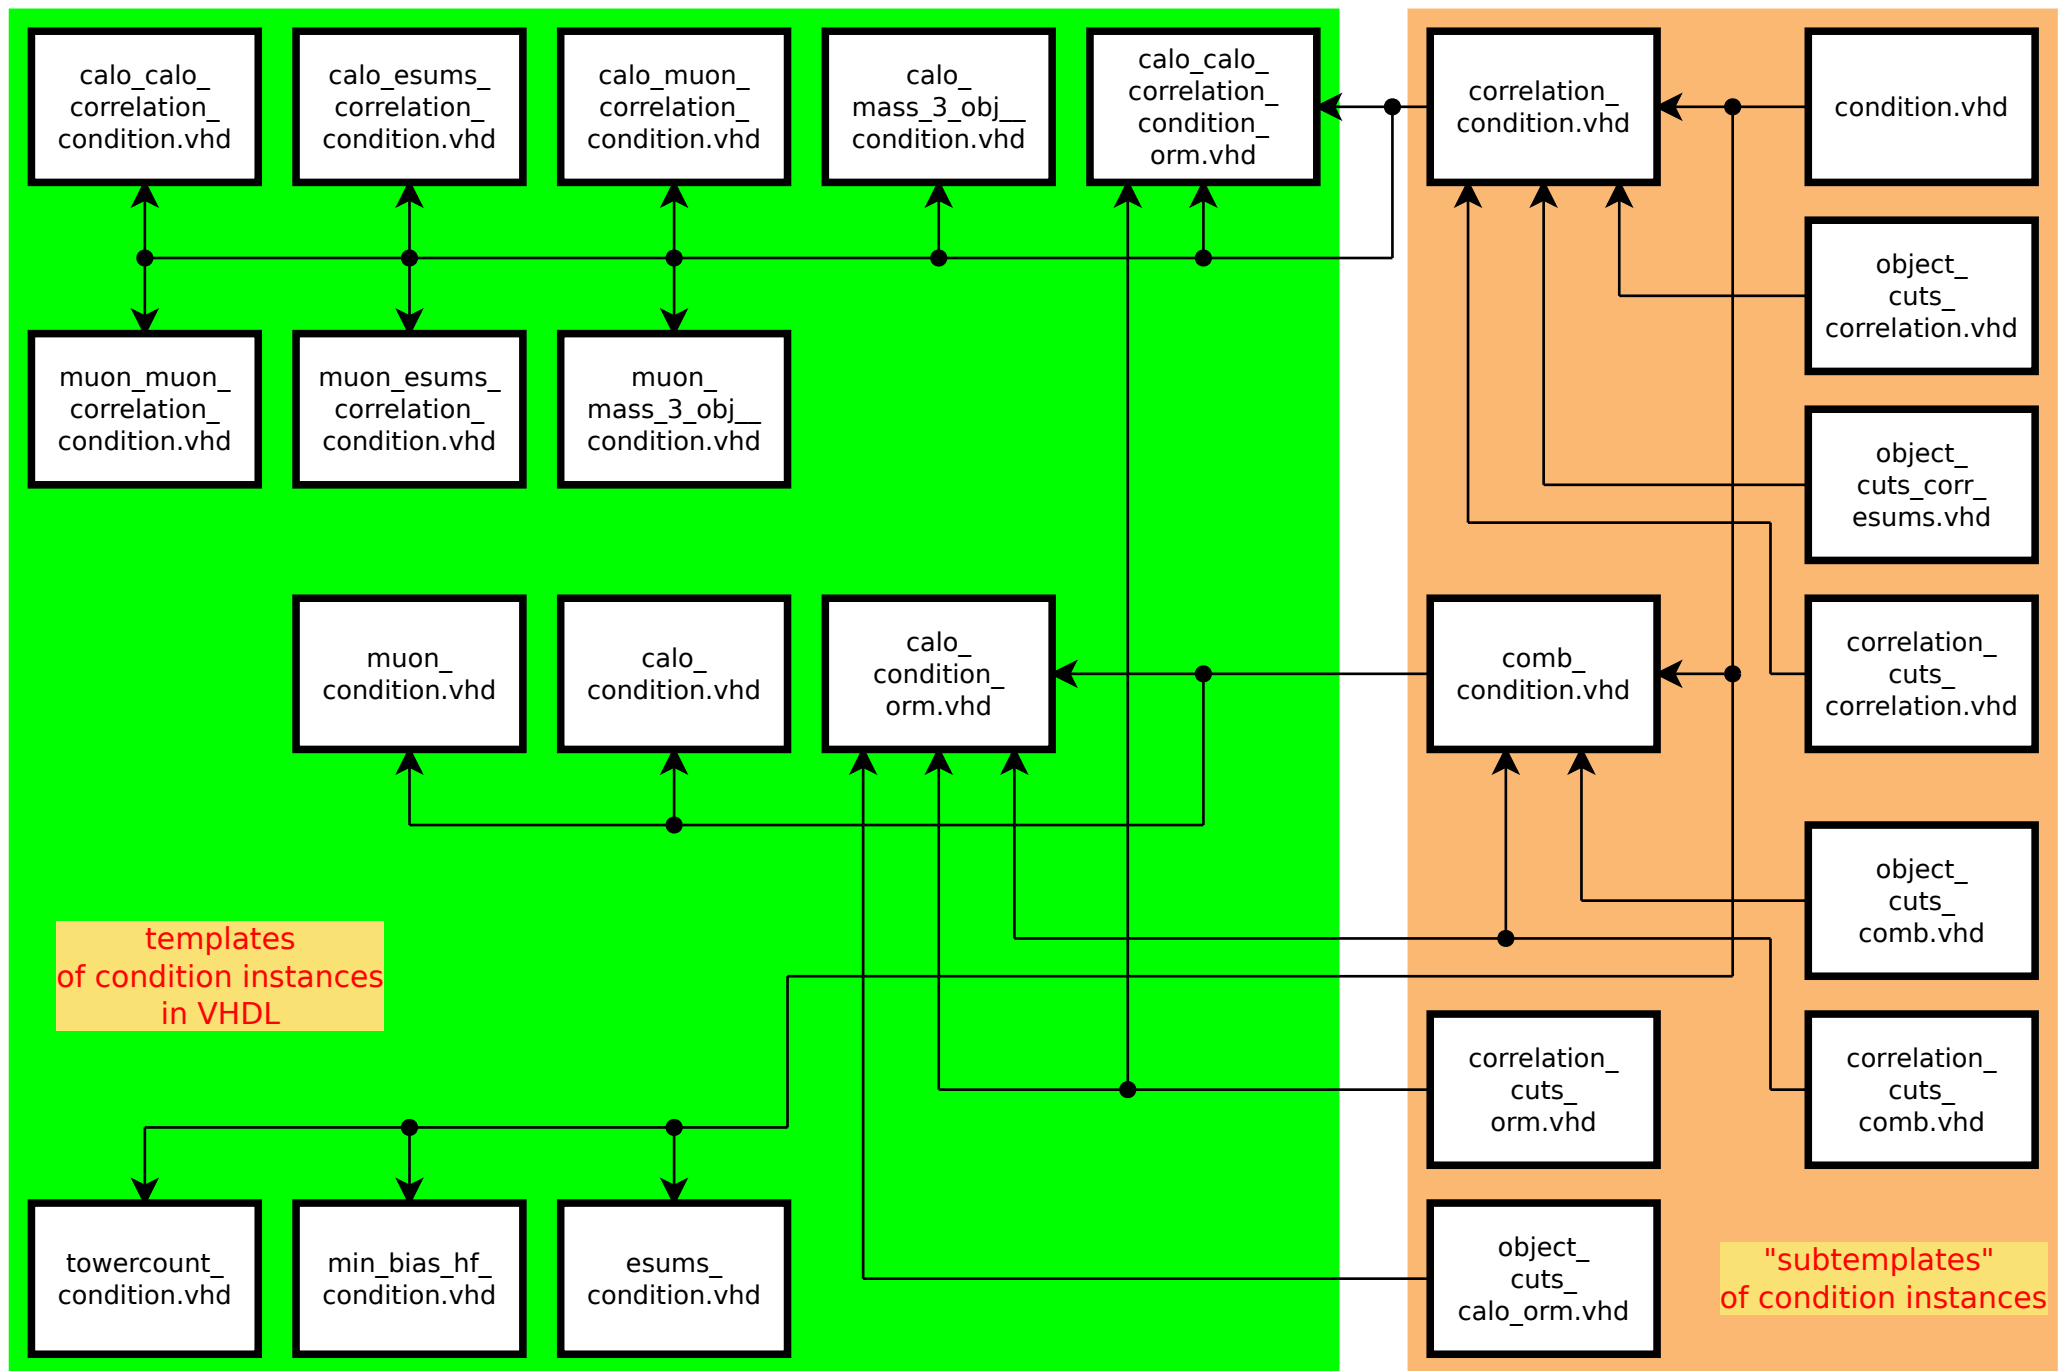 calo_calo_
correlation_
condition.vhd
calo_esums_
correlation_
condition.vhd
calo_muon_
correlation_
condition.vhd
calo_
mass_3_obj__
condition.vhd
calo_calo_
correlation_
condition_
orm.vhd
correlation_
condition.vhd
condition.vhd
object_
cuts_
correlation.vhd
muon_muon_
correlation_
condition.vhd
muon_esums_
correlation_
condition.vhd
muon_
mass_3_obj__
condition.vhd
object_
cuts_corr_
esums.vhd
muon_
condition.vhd
calo_
condition.vhd
calo_
condition_
orm.vhd
comb_
condition.vhd
correlation_
cuts_
correlation.vhd
object_
cuts_
comb.vhd
templates
of condition instances
in VHDL
correlation_
cuts_
orm.vhd
correlation_
cuts_
comb.vhd
towercount_
condition.vhd
min_bias_hf_
condition.vhd
esums_
condition.vhd
object_
cuts_
calo_orm.vhd
"subtemplates"
of condition instances